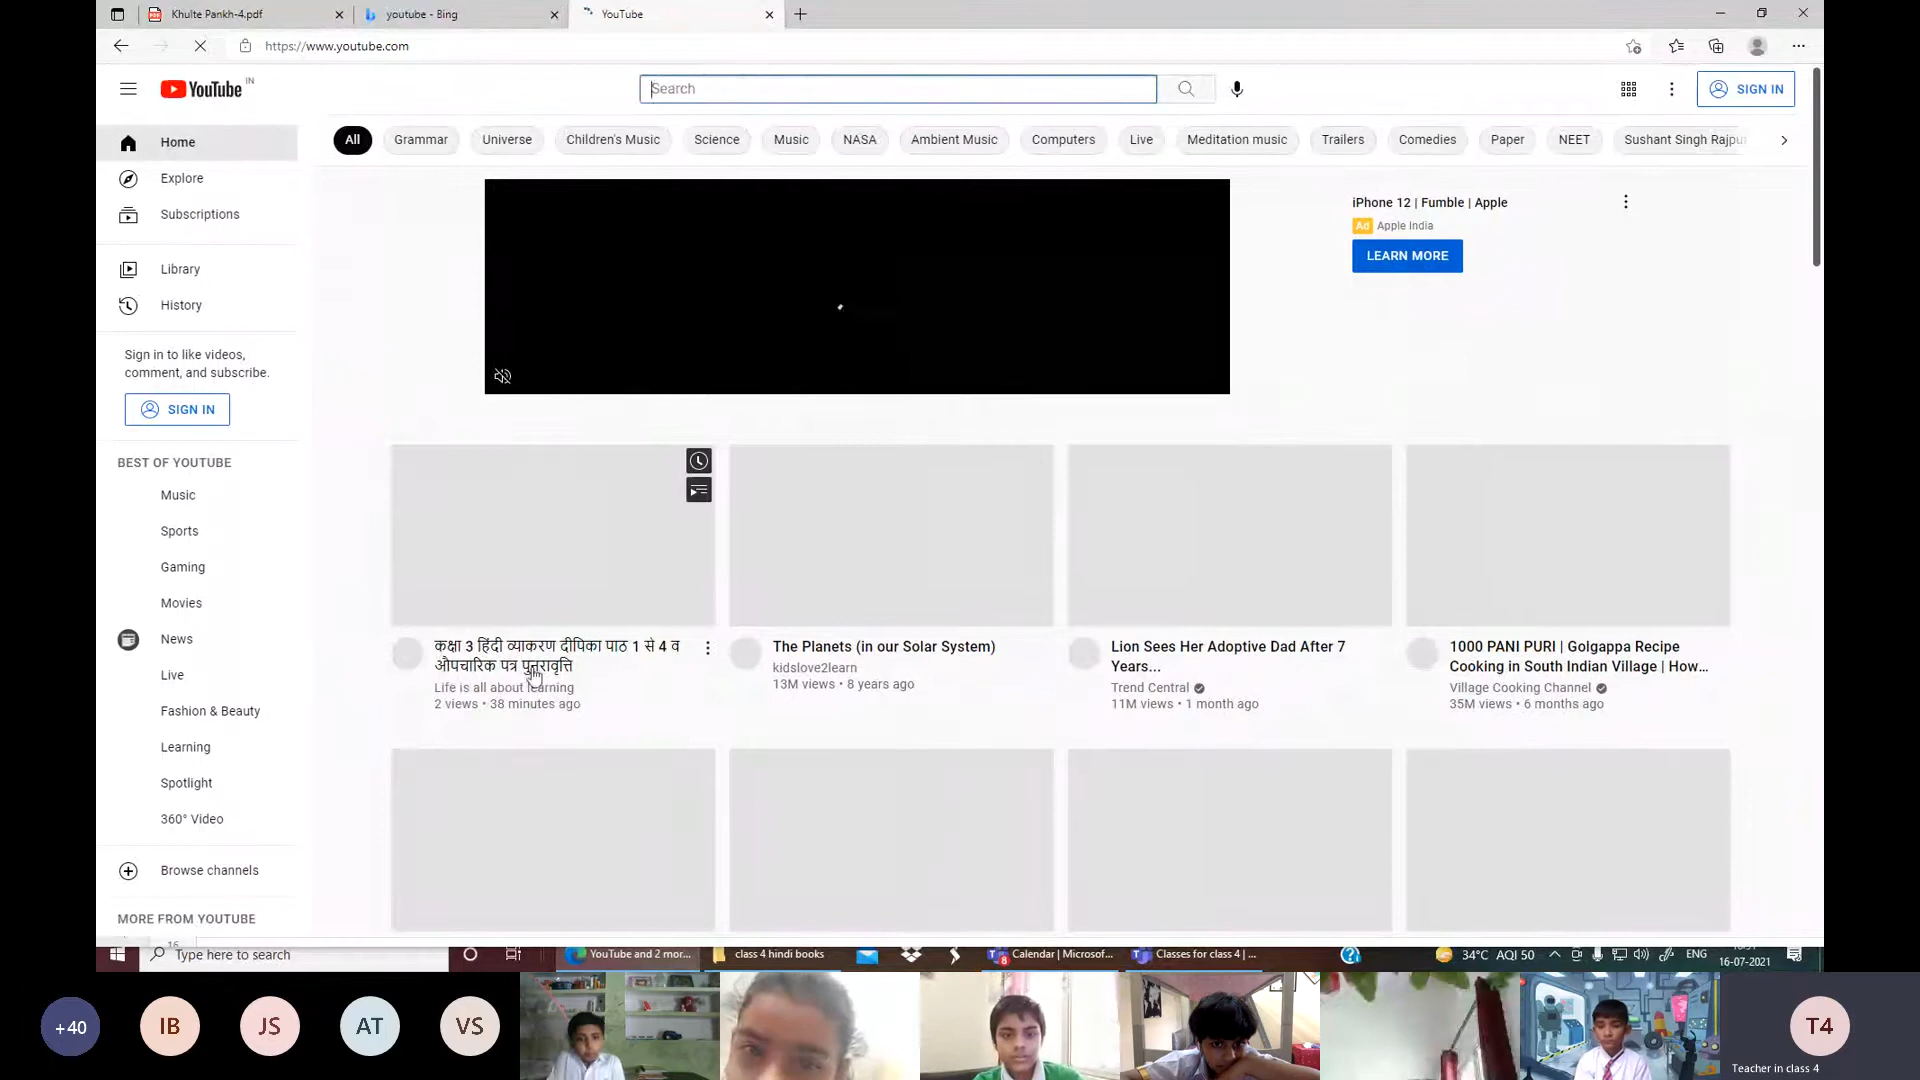 Khulte Pankh-4.pdf
youtube - Bing
YouTube
https://www.youtube.com
YouTube IN
Search
SIGN IN
Home
Explore
Subscriptions
Library
History
Sign in to like videos,
comment, and subscribe.
SIGN IN
BEST OF YOUTUBE
Music
Sports
Gaming
Movies
News
Live
Fashion & Beauty
Learning
Spotlight
360° Video
Browse channels
MORE FROM YOUTUBE
All
Grammar
Universe
Children's Music
Science
Music
NASA
Ambient Music
Computers
Live
Meditation music
Trailers
Comedies
Paper
NEET
Sushant Singh
iPhone 12 | Fumble | Apple
Ad Apple India
LEARN MORE
कक्षा 3 हिंदी व्याकरण दीपिका पाठ 1 से 4 व
औपचारिक पत्र पुनरावृत्ति
Life is all about learning
2 views • 38 minutes ago
The Planets (in our Solar System)
kidslove2learn
13M views • 8 years ago
Lion Sees Her Adoptive Dad After 7
Years...
Trend Central
11M views • 1 month ago
1000 PANI PURI | Golgappa Recipe
Cooking in South Indian Village | How...
Village Cooking Channel
35M views • 6 months ago
16
Type here to search
YouTube and 2 mor...
class 4 hindi books
8
Calendar | Microsof...
Classes for class 4 | ...
34°C AQI 50
ENG
16-07-2021
+40
IB
JS
AT
VS
T4
Teacher in class 4